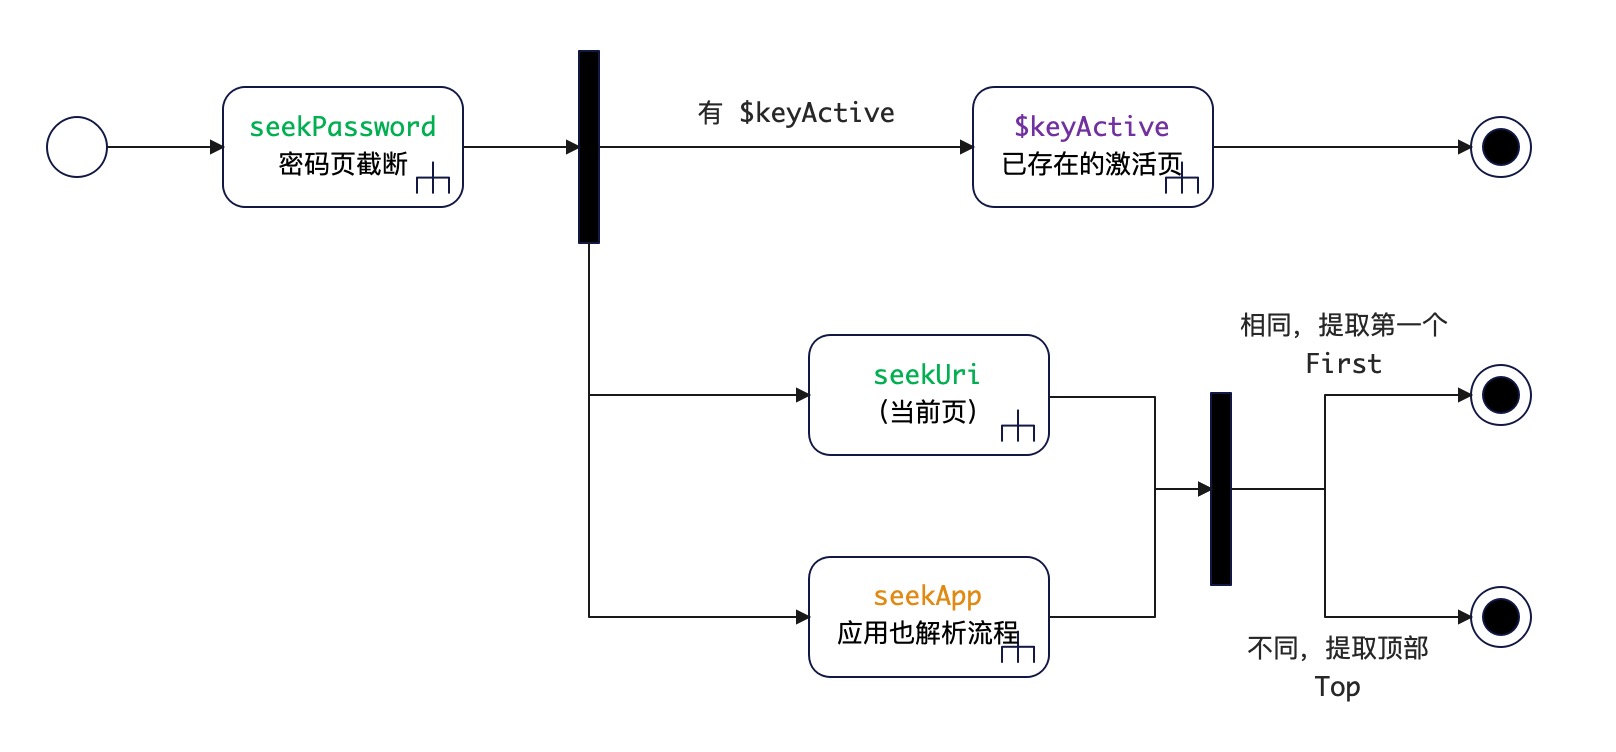 seekPassword
密码页截断
有 $keyActive
$keyActive
已存在的激活页
seekUri
（当前页）
相同，提取第一个
First
seekApp
应用也解析流程
不同，提取顶部
Top